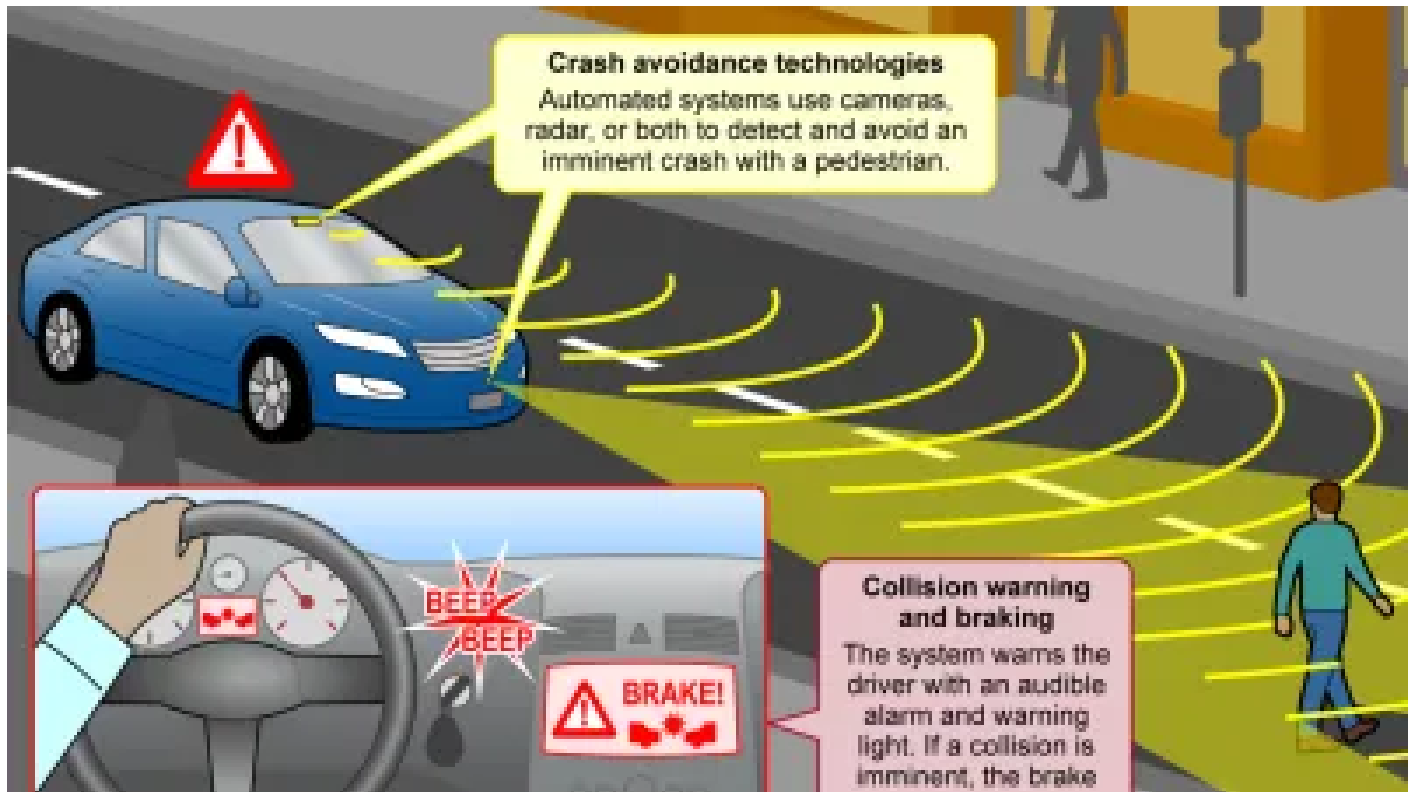 Crash avoidance technologies
Automated systems use cameras,
radar, or both to detect and avoid an
imminent crash with a pedestrian.
BEEP
BEEP
BRAKE!
Collision warning
and braking
The system warns the
driver with an audible
alarm and warning
light. If a collision is
imminent, the brake